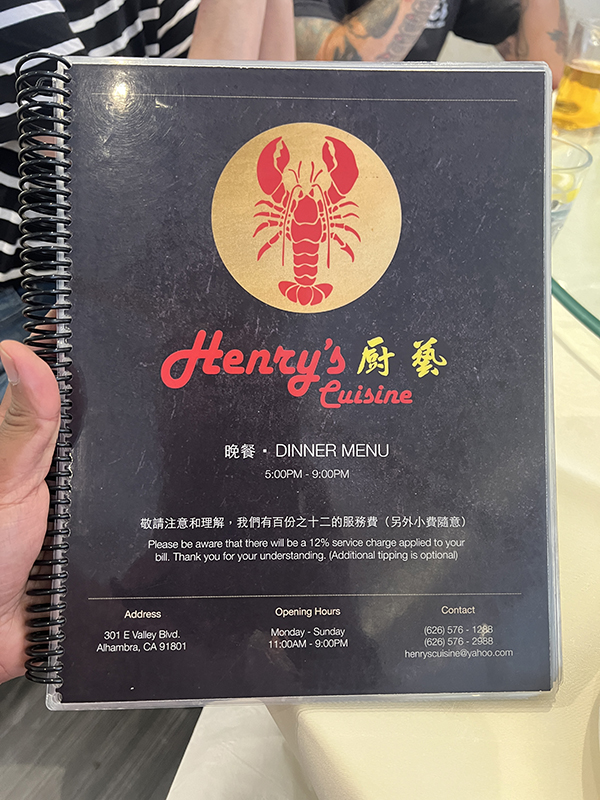 Henry's 厨藝
Cuisine
晚餐 · DINNER MENU
5:00PM - 9:00PM
敬請注意和理解，我們有百份之十二的服務費（另外小費隨意）
Please be aware that there will be a 12% service charge applied to your
bill. Thank you for your understanding. (Additional tipping is optional)
Address
301 E Valley Blvd.
Alhambra, CA 91801
Opening Hours
Monday - Sunday
11:00AM - 9:00PM
Contact
(626) 576 - 1288
(626) 576 - 2988
henryscuisine@yahoo.com